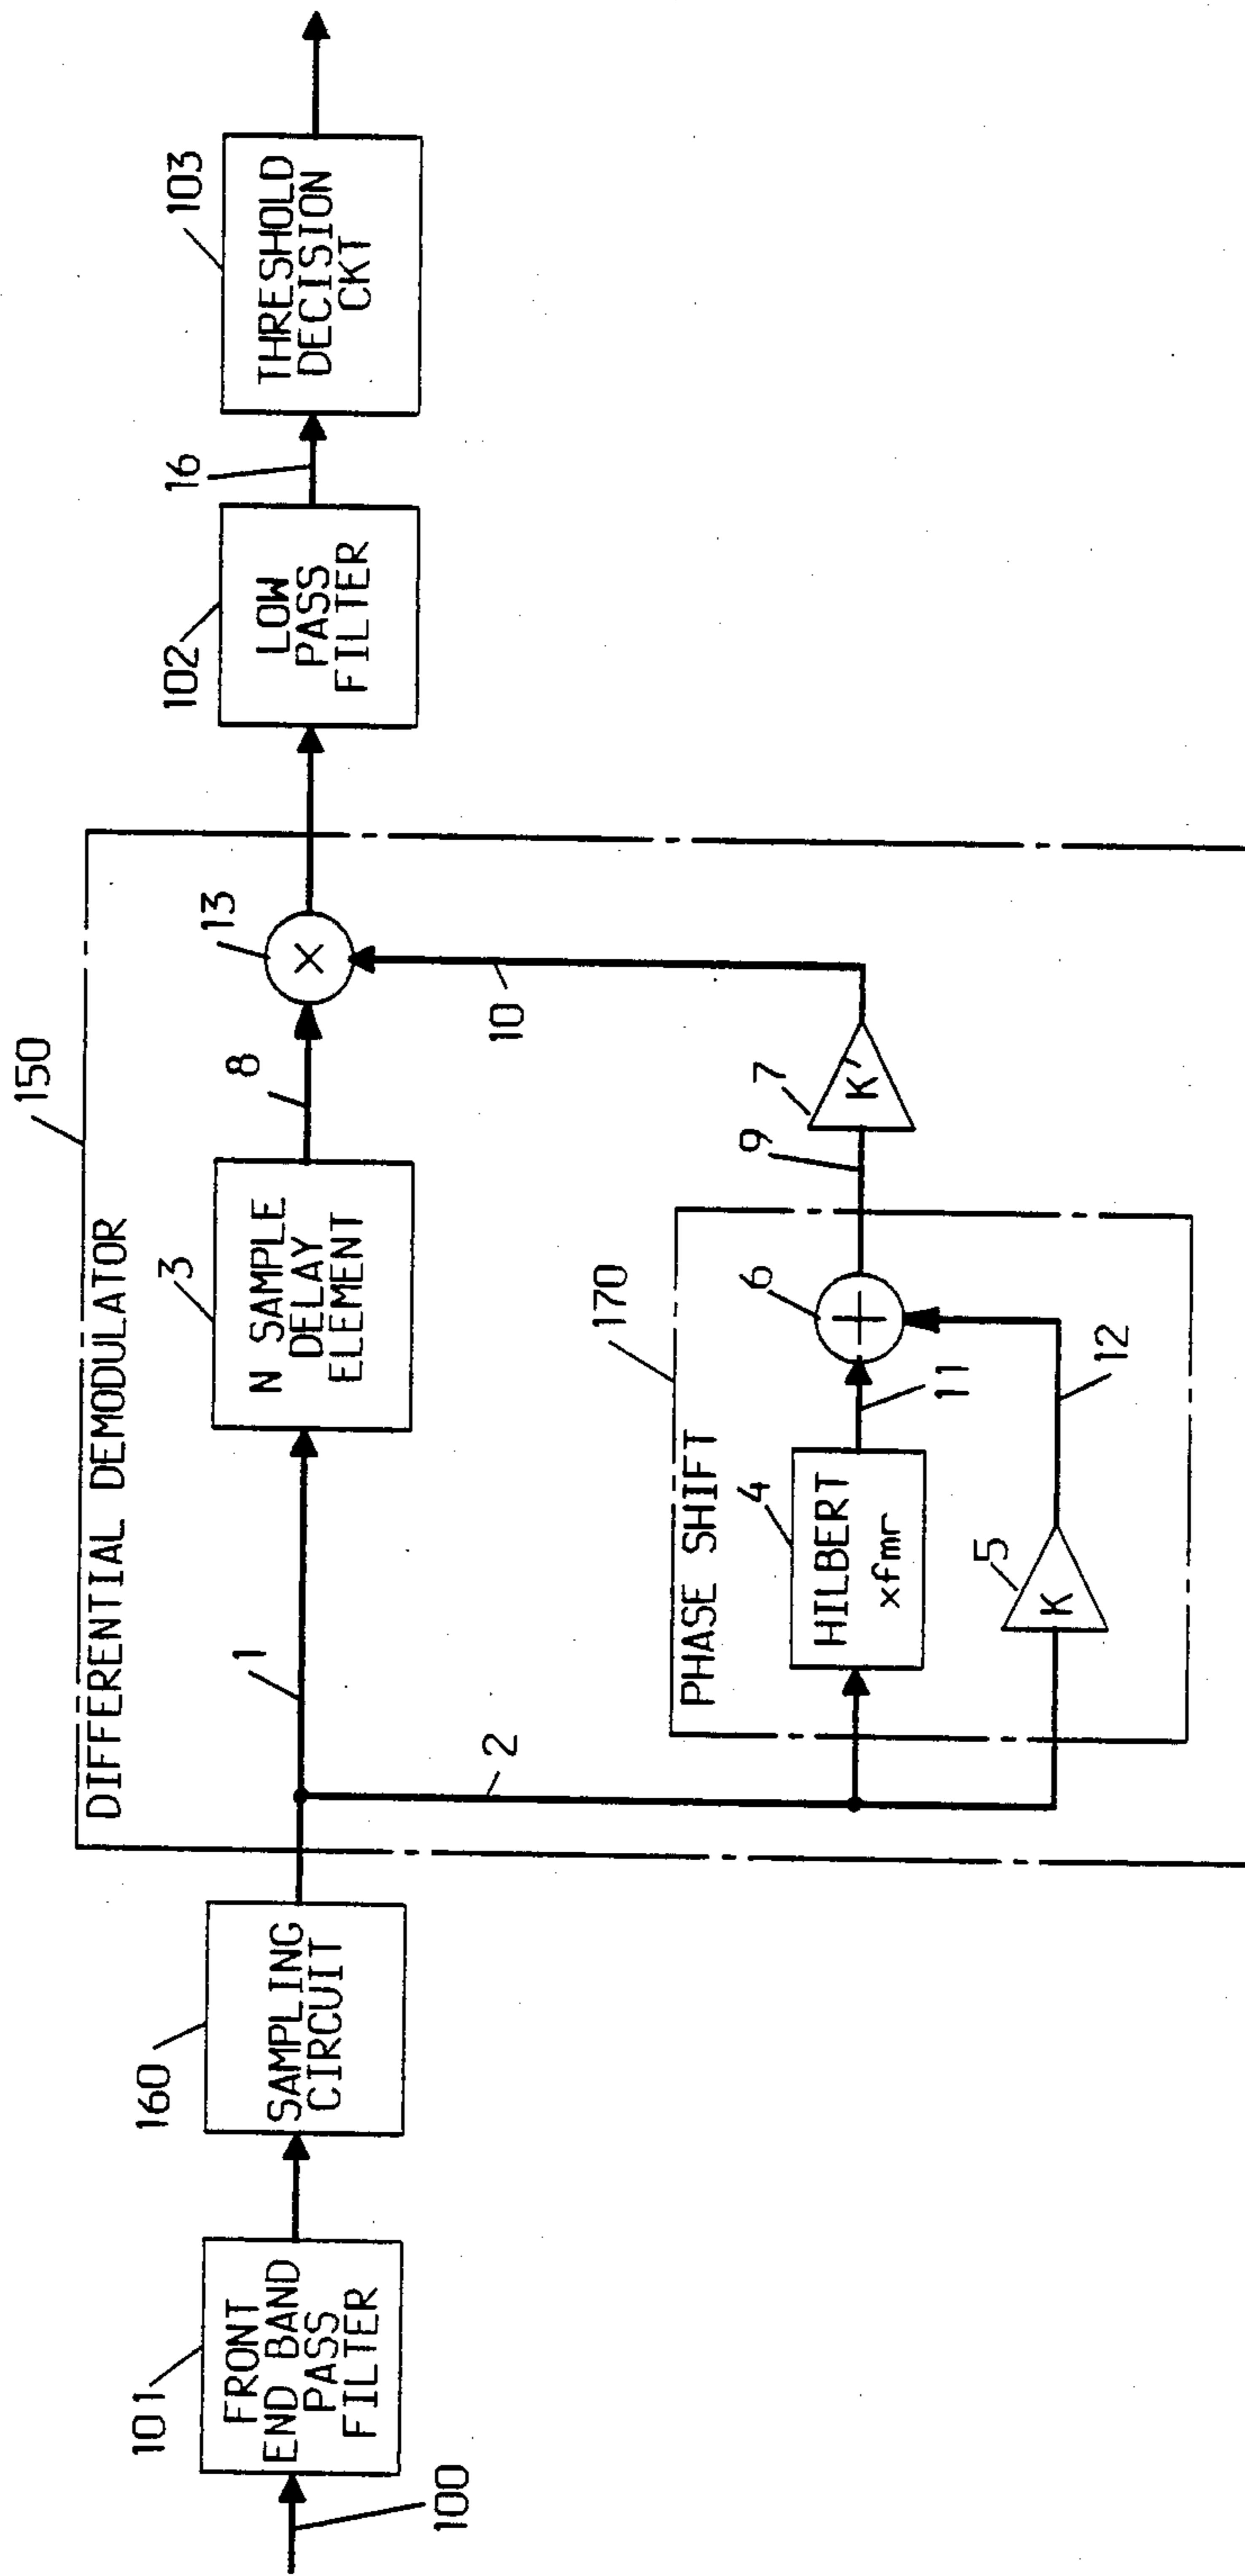 150
DIFFERENTIAL DEMODULATOR
101
FRONT
END BAND
PASS
FILTER
100
160
SAMPLING
CIRCUIT
1
2
3
N SAMPLE
DELAY
ELEMENT
8
13
×
10
102
LOW
PASS
FILTER
16
103
THRESHOLD
DECISION
CKT
170
PHASE SHIFT
4
HILBERT
xfmr
11
6
+
9
7
K'
5
K
12